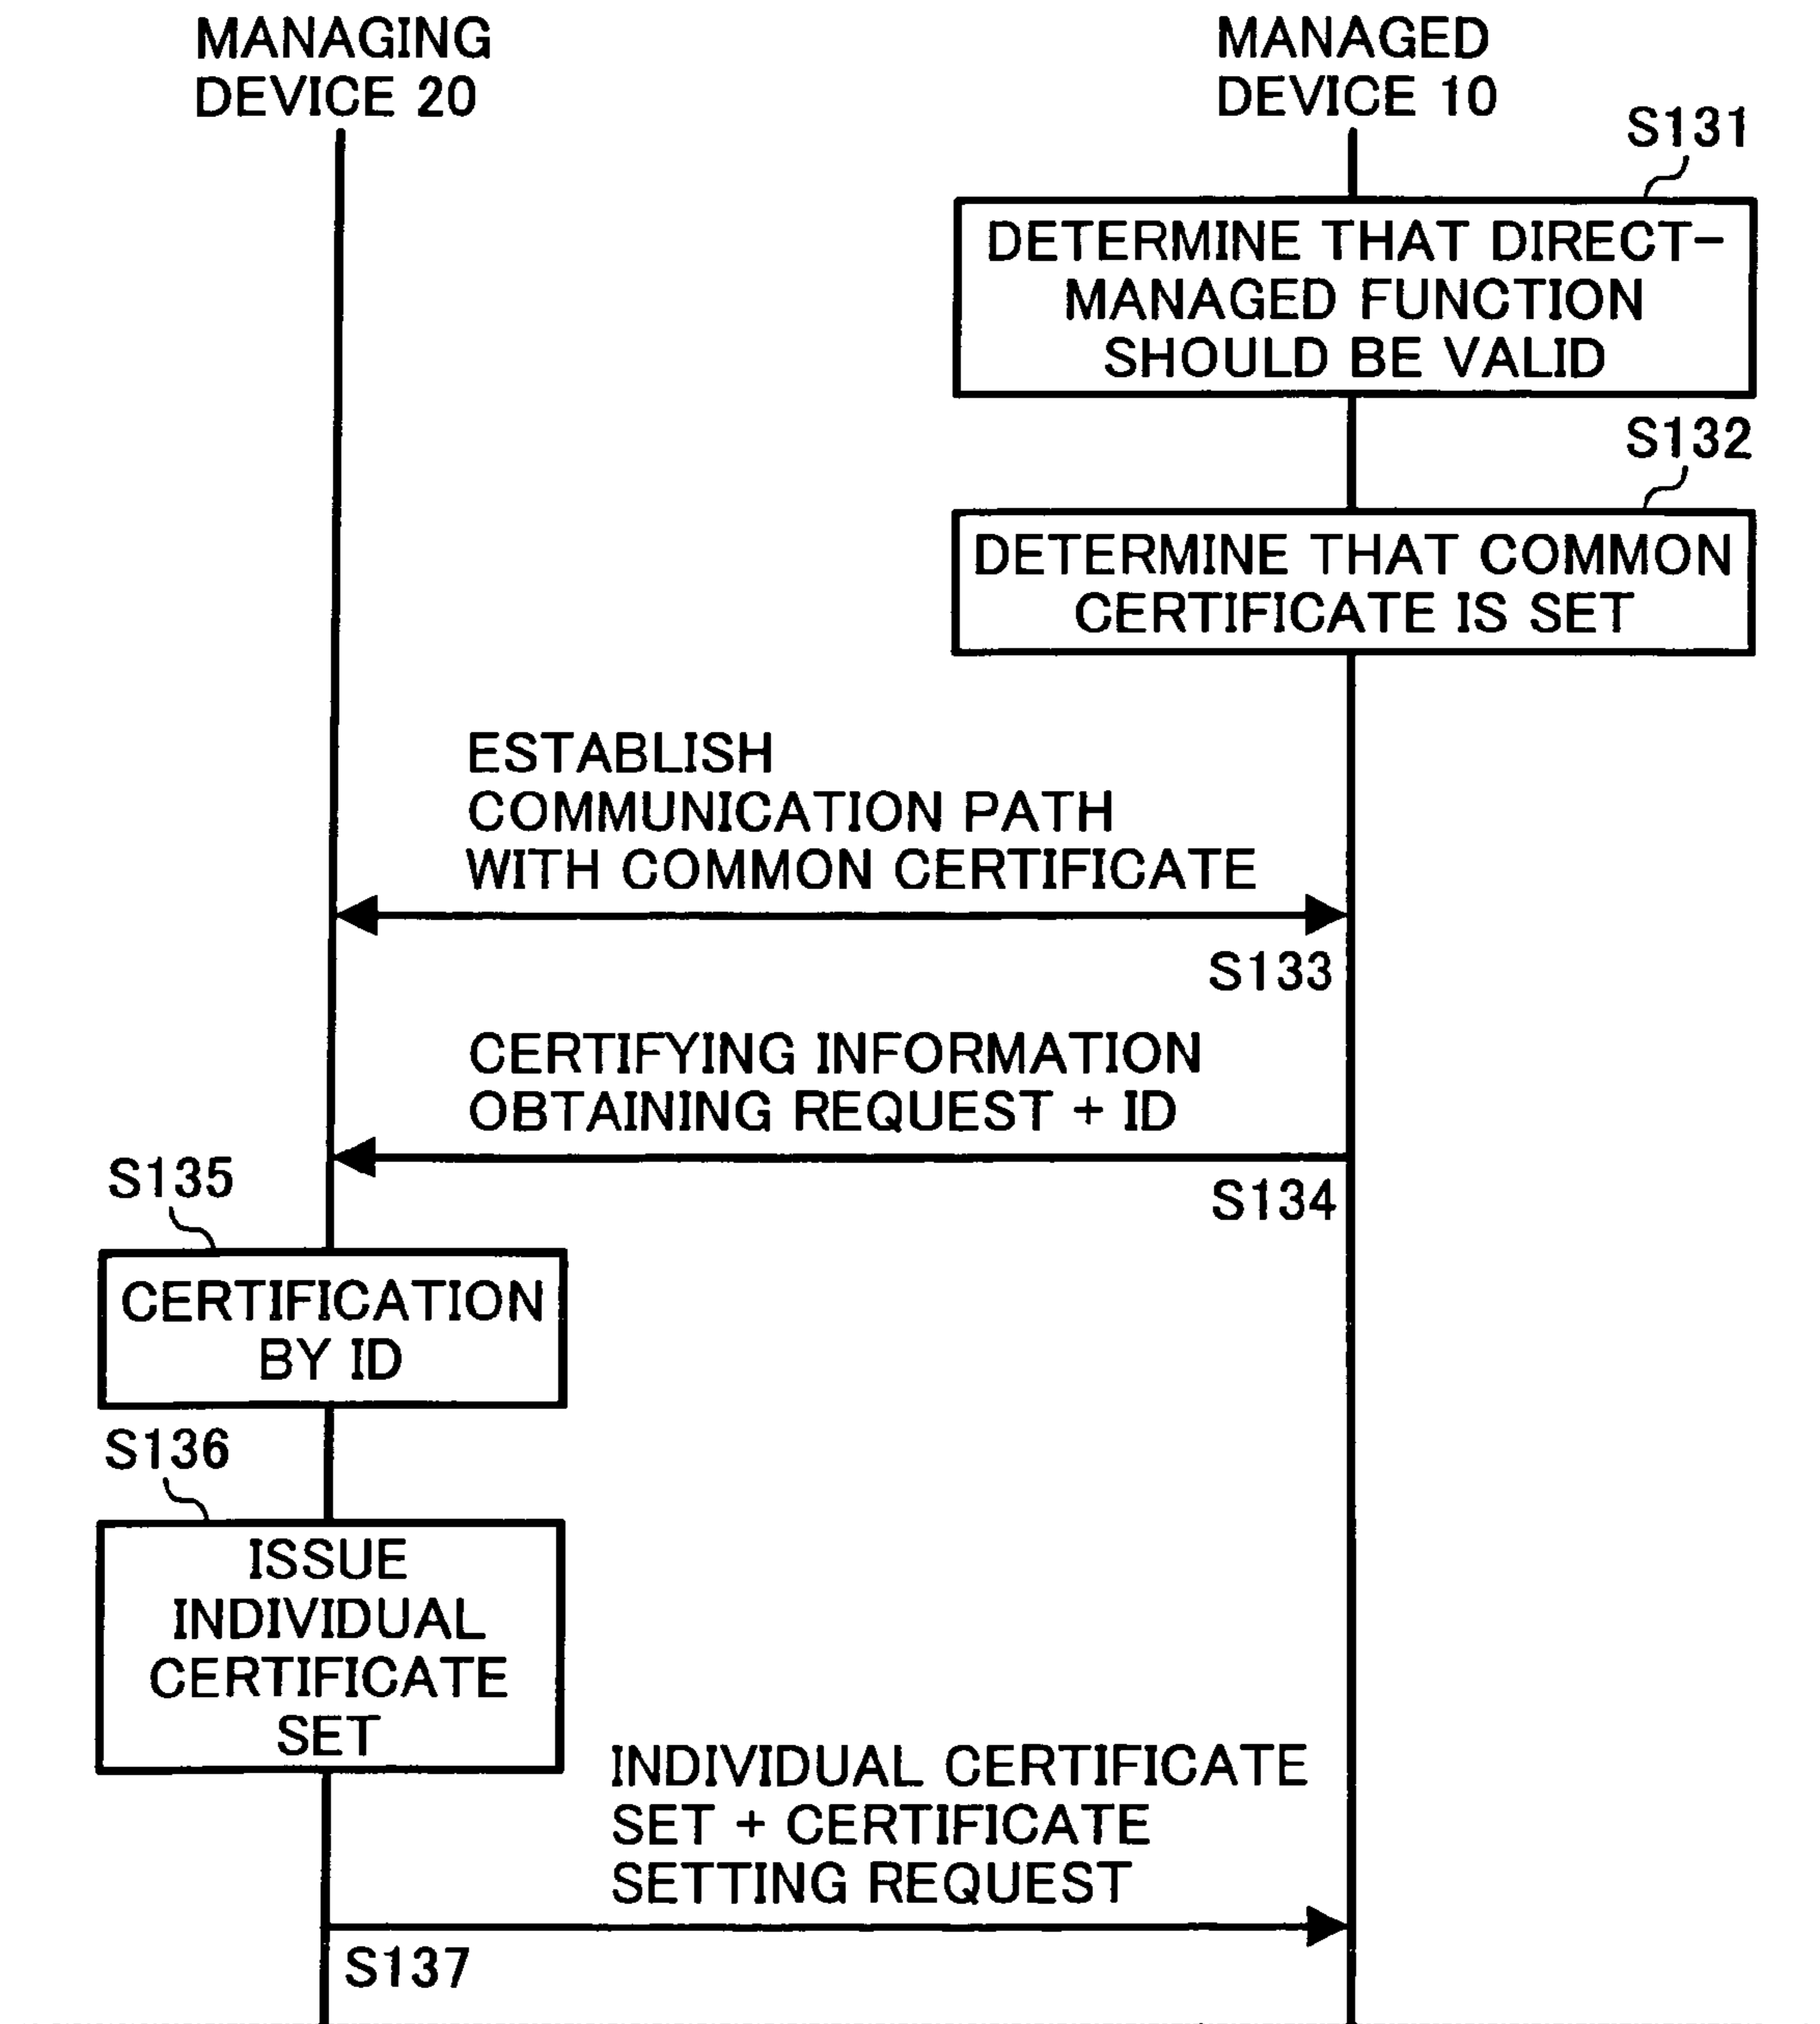 MANAGING
DEVICE 20
MANAGED
DEVICE 10
S131
DETERMINE THAT DIRECT-
MANAGED FUNCTION
SHOULD BE VALID
S132
DETERMINE THAT COMMON
CERTIFICATE IS SET
ESTABLISH
COMMUNICATION PATH
WITH COMMON CERTIFICATE
S133
CERTIFYING INFORMATION
OBTAINING REQUEST + ID
S134
S135
CERTIFICATION
BY ID
S136
ISSUE
INDIVIDUAL
CERTIFICATE
SET
INDIVIDUAL CERTIFICATE
SET + CERTIFICATE
SETTING REQUEST
S137